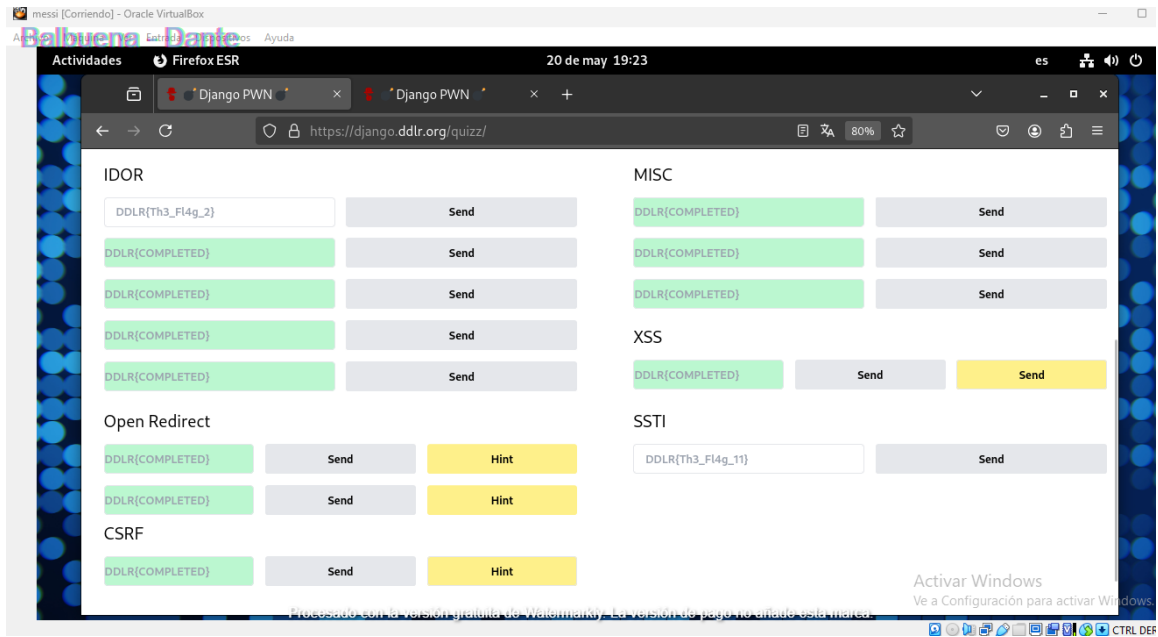 messi [Corriendo] - Oracle VirtualBox
Archivo Máquina Ver Entrada Dispositivos Ayuda
Balbuena - Dante
Actividades Firefox ESR 20 de may 19:23 es
Django PWN Django PWN
https://django.ddlr.org/quizz/ 80%
IDOR
DDLR{Th3_Fl4g_2} Send
DDLR{COMPLETED} Send
DDLR{COMPLETED} Send
DDLR{COMPLETED} Send
DDLR{COMPLETED} Send
Open Redirect
DDLR{COMPLETED} Send Hint
DDLR{COMPLETED} Send Hint
CSRF
DDLR{COMPLETED} Send Hint
MISC
DDLR{COMPLETED} Send
DDLR{COMPLETED} Send
DDLR{COMPLETED} Send
XSS
DDLR{COMPLETED} Send Send
SSTI
DDLR{Th3_Fl4g_11} Send
Activar Windows
Ve a Configuración para activar Windows.
Procesado con la versión gratuita de Watermarkly. La versión de pago no añade esta marca.
CTRL DER